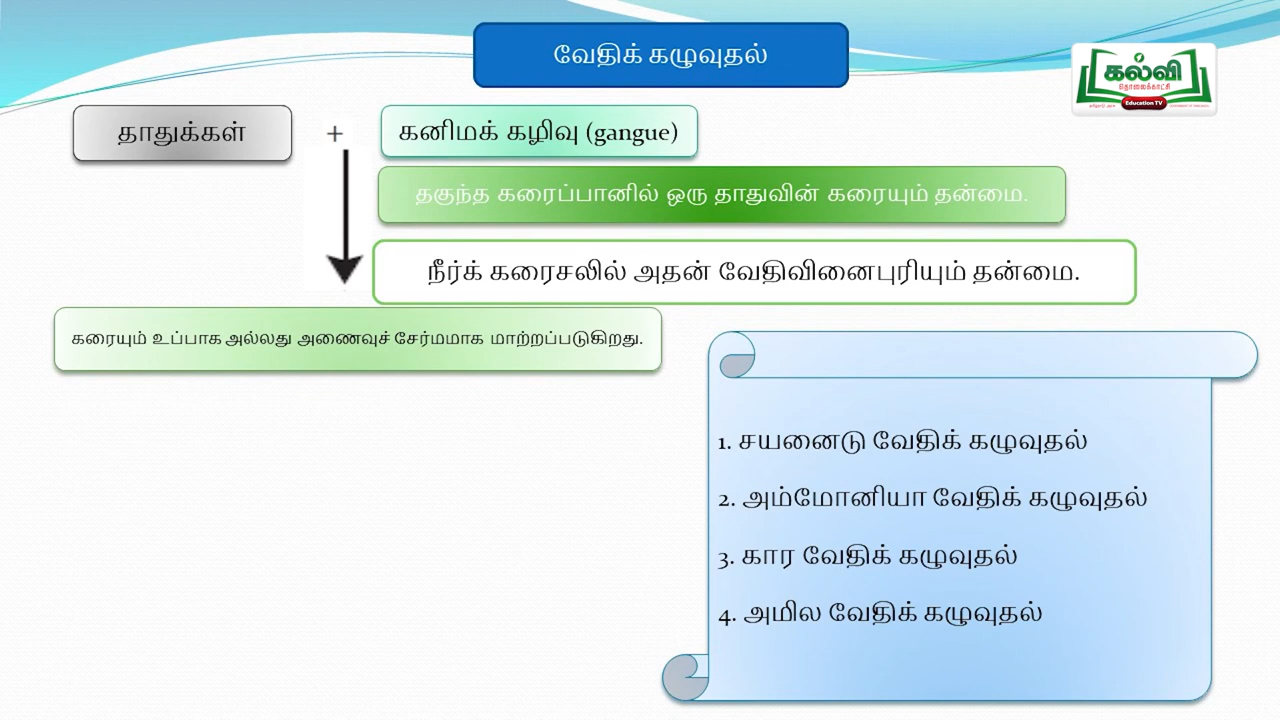 வேதிக் கழுவுதல்
கல்வி
தொலைக்காட்சி
Education TV
தாதுக்கள் + கனிமக் கழிவு (gangue)
தகுந்த கரைப்பானில் ஒரு தாதுவின் கரையும் தன்மை.
நீர்க் கரைசலில் அதன் வேதிவினைபுரியும் தன்மை.
கரையும் உப்பாக அல்லது அணைவுச் சேர்மமாக மாற்றப்படுகிறது.
1. சயனைடு வேதிக் கழுவுதல்
2. அம்மோனியா வேதிக் கழுவுதல்
3. கார வேதிக் கழுவுதல்
4. அமில வேதிக் கழுவுதல்